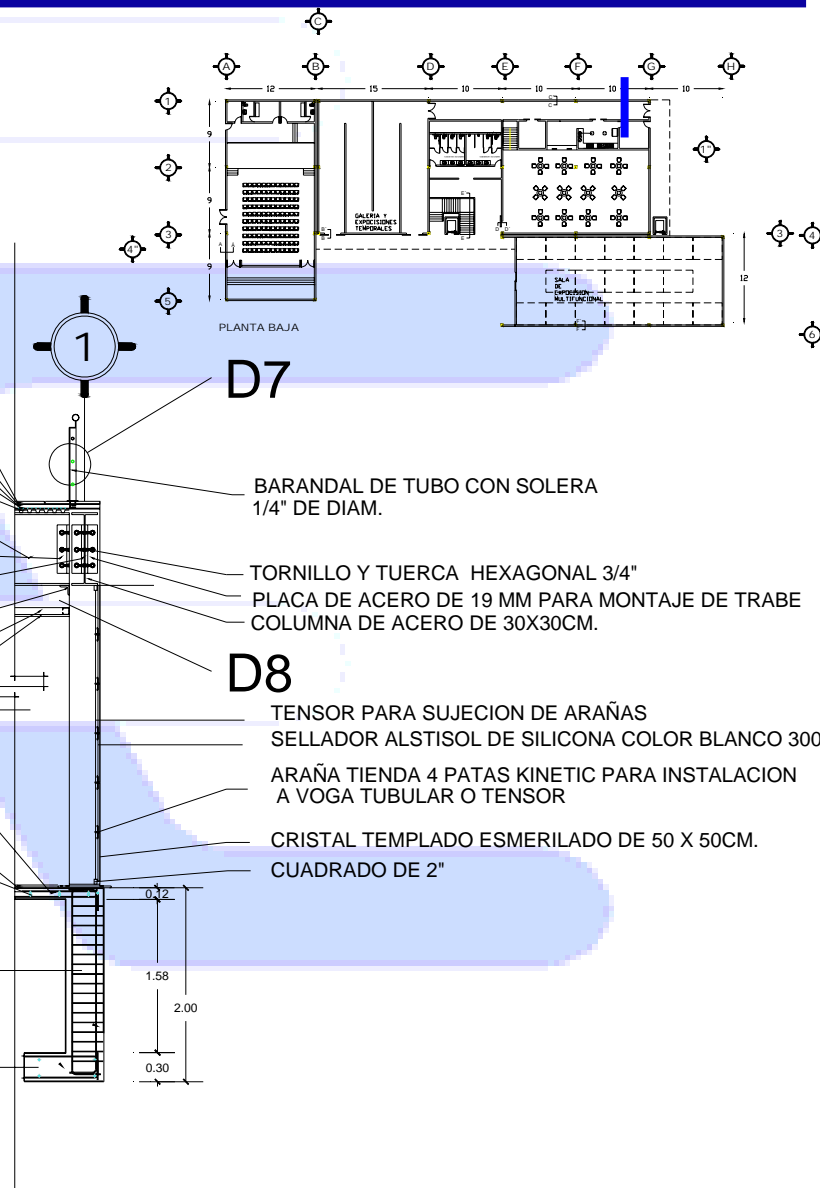 C
A B D E F G H
12 15 10 10 10 10
1
9
2
9
3
9
5
4"
1"
3 4
12
6
C
C
E
E
D D'
A A
GALERIA Y
EXPOCISIONES
TEMPORALES
SALA
DE
EXPOCISION
MULTIFUNCIONAL
PLANTA BAJA
1
D7
BARANDAL DE TUBO CON SOLERA
1/4" DE DIAM.
TORNILLO Y TUERCA HEXAGONAL 3/4"
PLACA DE ACERO DE 19 MM PARA MONTAJE DE TRABE
COLUMNA DE ACERO DE 30X30CM.
D8
TENSOR PARA SUJECION DE ARAÑAS
SELLADOR ALSTISOL DE SILICONA COLOR BLANCO 300
ARAÑA TIENDA 4 PATAS KINETIC PARA INSTALACION
A VOGA TUBULAR O TENSOR
CRISTAL TEMPLADO ESMERILADO DE 50 X 50CM.
CUADRADO DE 2"
0.12
1.58
2.00
0.30